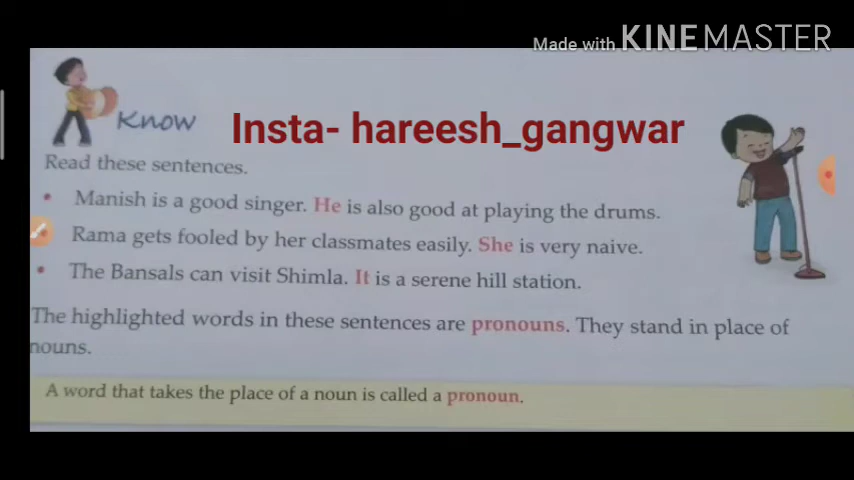 Made with KINEMASTER
Know
Insta- hareesh_gangwar
Read these sentences.
• Manish is a good singer. He is also good at playing the drums.
Rama gets fooled by her classmates easily. She is very naive.
• The Bansals can visit Shimla. It is a serene hill station.
The highlighted words in these sentences are pronouns. They stand in place of
nouns.
A word that takes the place of a noun is called a pronoun.